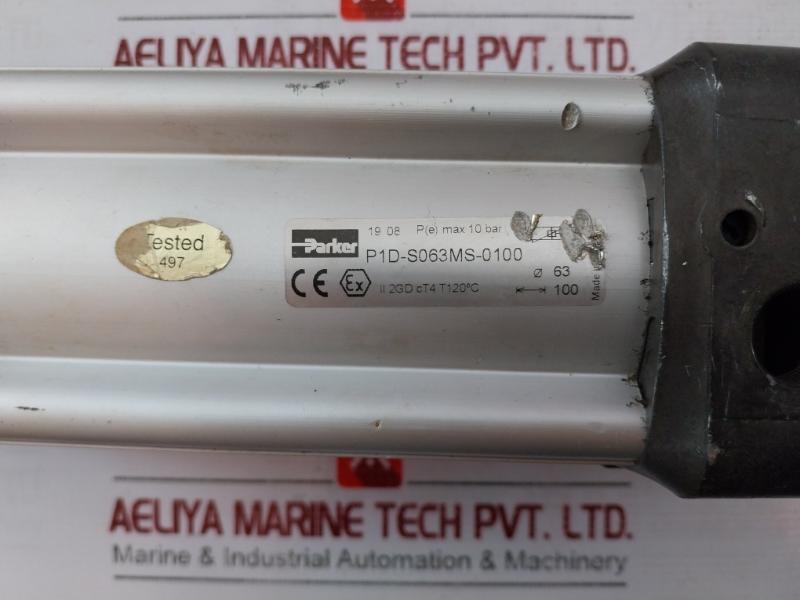 AELIYA MARINE TECH PVT. LTD.
Tested
497
Parker
19 08 P(e) max 10 bar
P1D-S063MS-0100
CE Ex II 2GD cT4 T120°C
Ø 63
100
Made
AELIYA MARINE TECH PVT. LTD.
Marine & Industrial Automation & Machinery